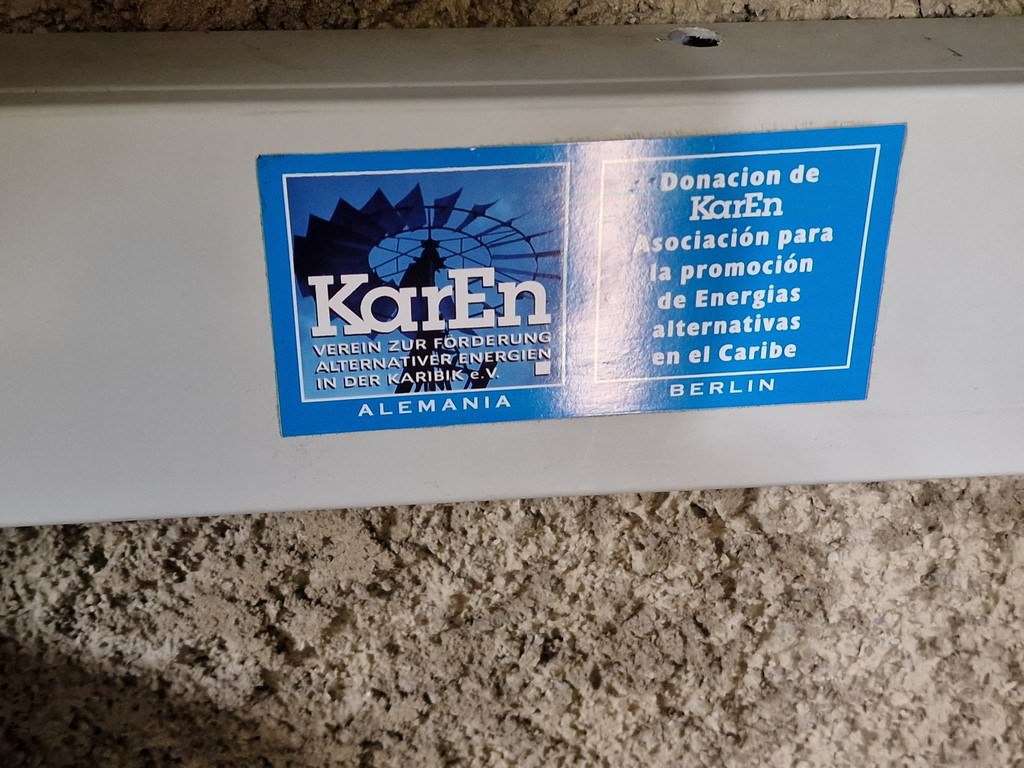 KarEn
VEREIN ZUR FÖRDERUNG
ALTERNATIVER ENERGIEN
IN DER KARIBIK e.V.
ALEMANIA
Donacion de
KarEn
Asociación para
la promoción
de Energias
alternativas
en el Caribe
BERLIN